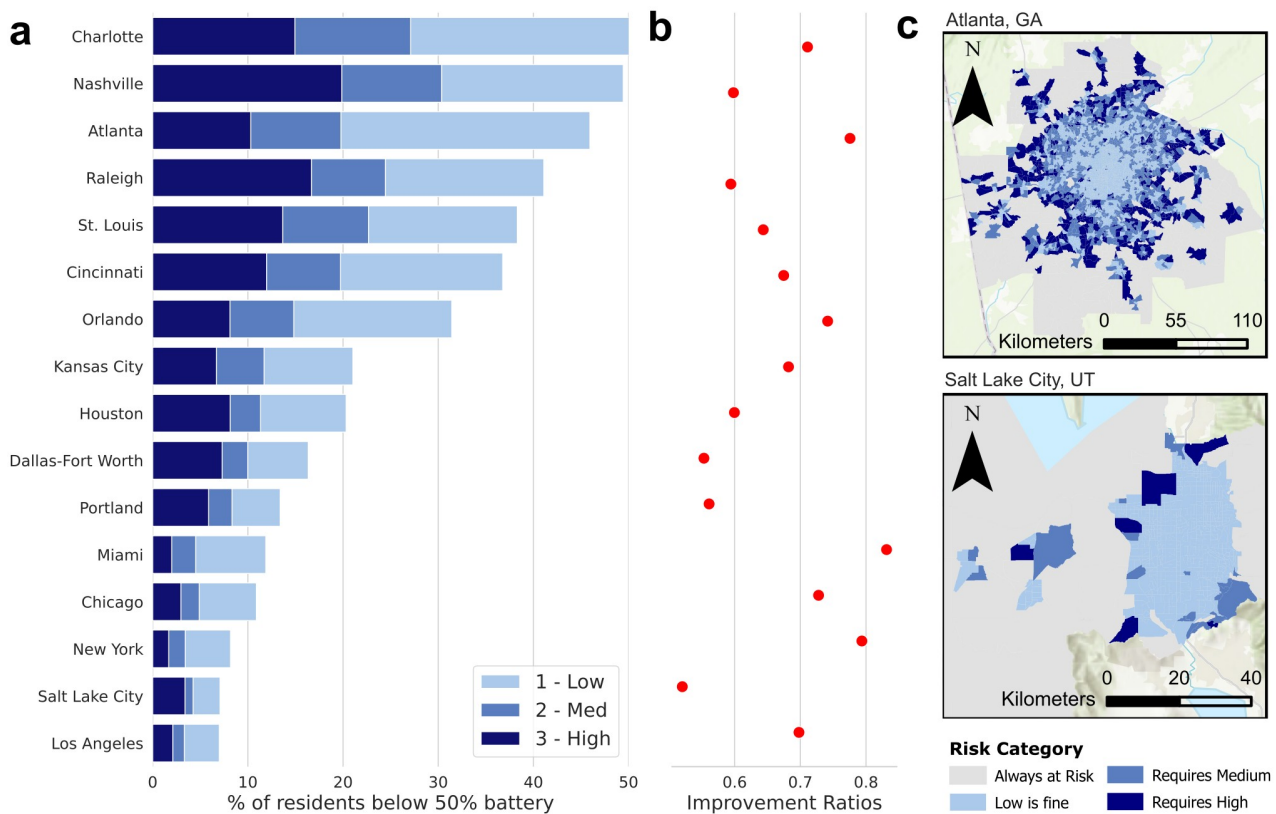 a
Charlotte
Nashville
Atlanta
Raleigh
St. Louis
Cincinnati
Orlando
Kansas City
Houston
Dallas-Fort Worth
Portland
Miami
Chicago
New York
Salt Lake City
Los Angeles
1 - Low
2 - Med
3 - High
0 10 20 30 40 50
% of residents below 50% battery
b
0.6 0.7 0.8
Improvement Ratios
c
Atlanta, GA
N
0 55 110
Kilometers
Salt Lake City, UT
N
0 20 40
Kilometers
Risk Category
Always at Risk
Requires Medium
Low is fine
Requires High